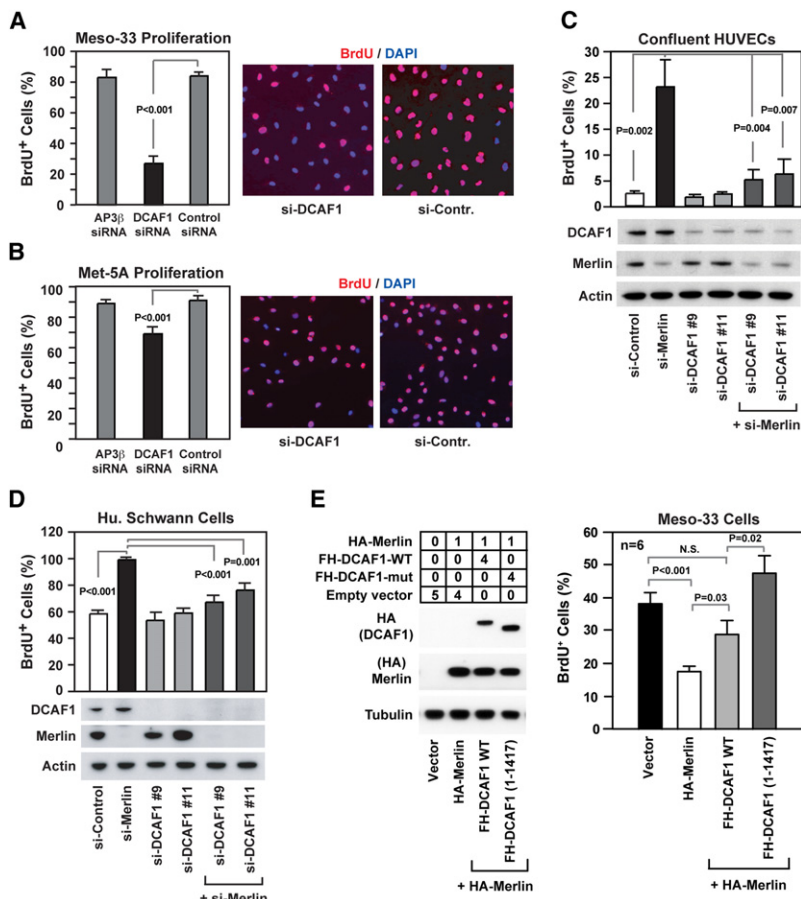 A
Meso-33 Proliferation
BrdU+ Cells (%)
100
80
60
40
20
0
P<0.001
AP3β siRNA
DCAF1 siRNA
Control siRNA
BrdU / DAPI
si-DCAF1
si-Contr.
B
Met-5A Proliferation
BrdU+ Cells (%)
100
80
60
40
20
0
P<0.001
AP3β siRNA
DCAF1 siRNA
Control siRNA
BrdU / DAPI
si-DCAF1
si-Contr.
C
Confluent HUVECs
BrdU+ Cells (%)
30
25
20
15
10
5
0
P=0.002
P=0.004
P=0.007
DCAF1
Merlin
Actin
si-Control
si-Merlin
si-DCAF1 #9
si-DCAF1 #11
si-DCAF1 #9
si-DCAF1 #11
+ si-Merlin
D
Hu. Schwann Cells
BrdU+ Cells (%)
120
100
80
60
40
20
0
P<0.001
P<0.001
P=0.001
DCAF1
Merlin
Actin
si-Control
si-Merlin
si-DCAF1 #9
si-DCAF1 #11
si-DCAF1 #9
si-DCAF1 #11
+ si-Merlin
E
HA-Merlin 0 1 1 1
FH-DCAF1-WT 0 0 4 0
FH-DCAF1-mut 0 0 0 4
Empty vector 5 4 0 0
HA
(DCAF1)
(HA)
Merlin
Tubulin
Vector
HA-Merlin
FH-DCAF1 WT
FH-DCAF1 (1-1417)
+ HA-Merlin
Meso-33 Cells
BrdU+ Cells (%)
60
50
40
30
20
10
0
n=6
P=0.02
N.S.
P<0.001
P=0.03
Vector
HA-Merlin
FH-DCAF1 WT
FH-DCAF1 (1-1417)
+ HA-Merlin